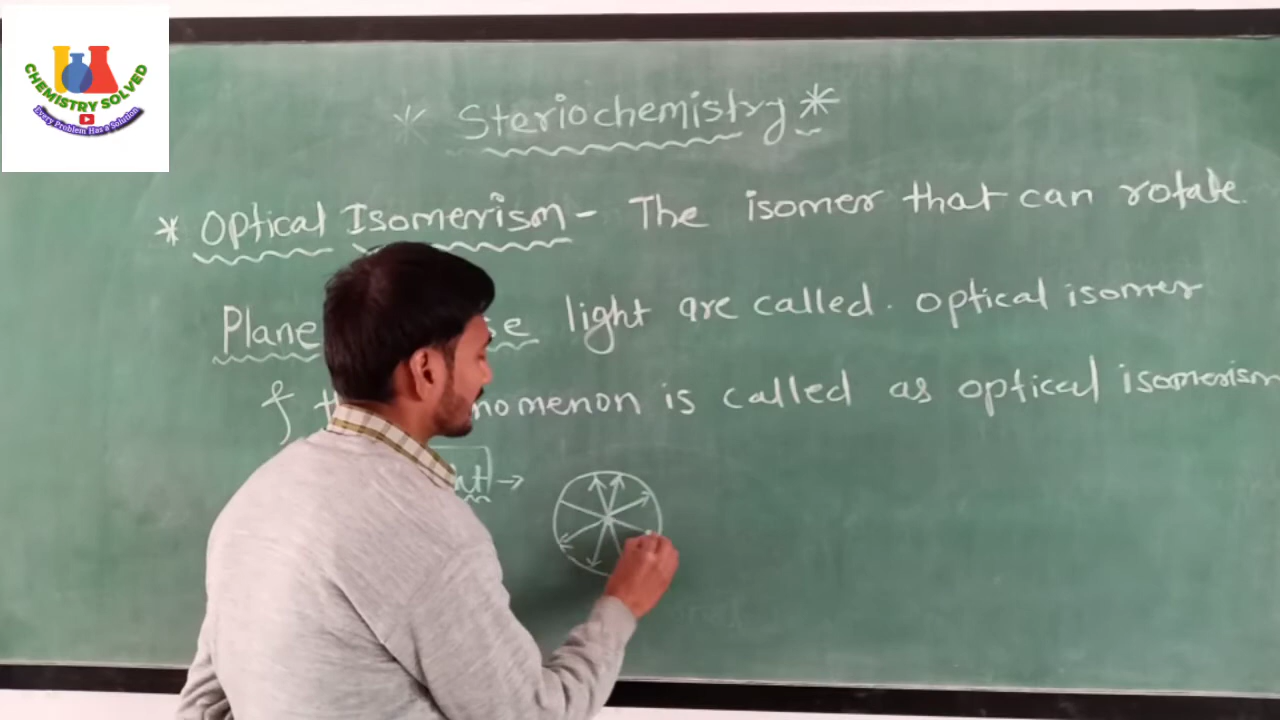 CHEMISTRY SOLVED
Every Problem Has a Solution
* Steriochemistry *
* Optical Isomerism - The isomer that can rotate.
Plane light are called. optical isomer
& is called as optical isomerism
→